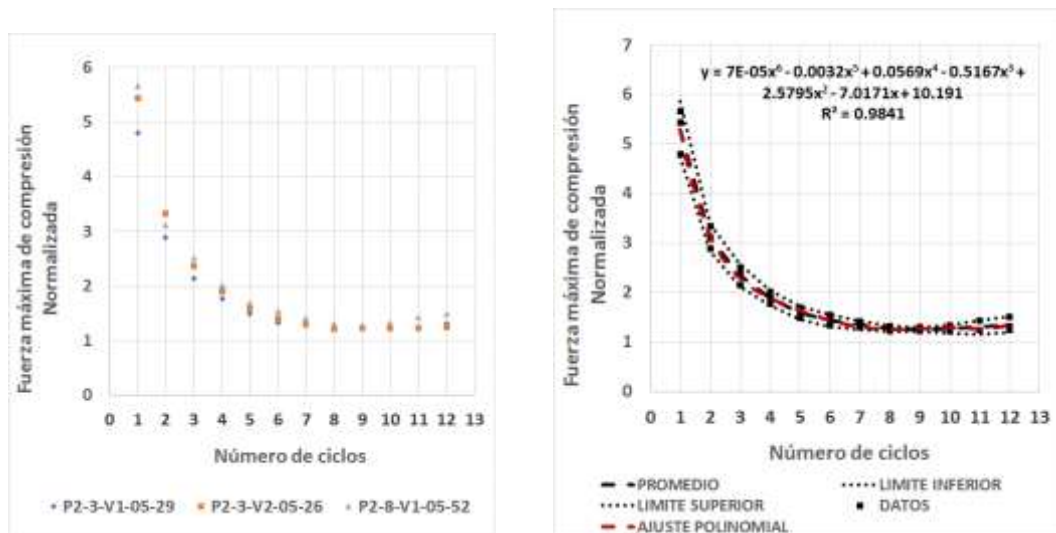 6
5
4
3
2
1
0
Fuerza máxima de compresión
Normalizada
0 1 2 3 4 5 6 7 8 9 10 11 12 13
Número de ciclos
P2-3-V1-05-29
P2-3-V2-05-26
P2-8-V1-05-52
7
6
5
4
3
2
1
0
Fuerza máxima de compresión
Normalizada
y = 7E-05x⁶ - 0.0032x⁵ + 0.0569x⁴ - 0.5167x³ +
2.5795x² - 7.0171x + 10.191
R² = 0.9841
0 1 2 3 4 5 6 7 8 9 10 11 12 13
Número de ciclos
PROMEDIO
LIMITE INFERIOR
LIMITE SUPERIOR
DATOS
AJUSTE POLINOMIAL